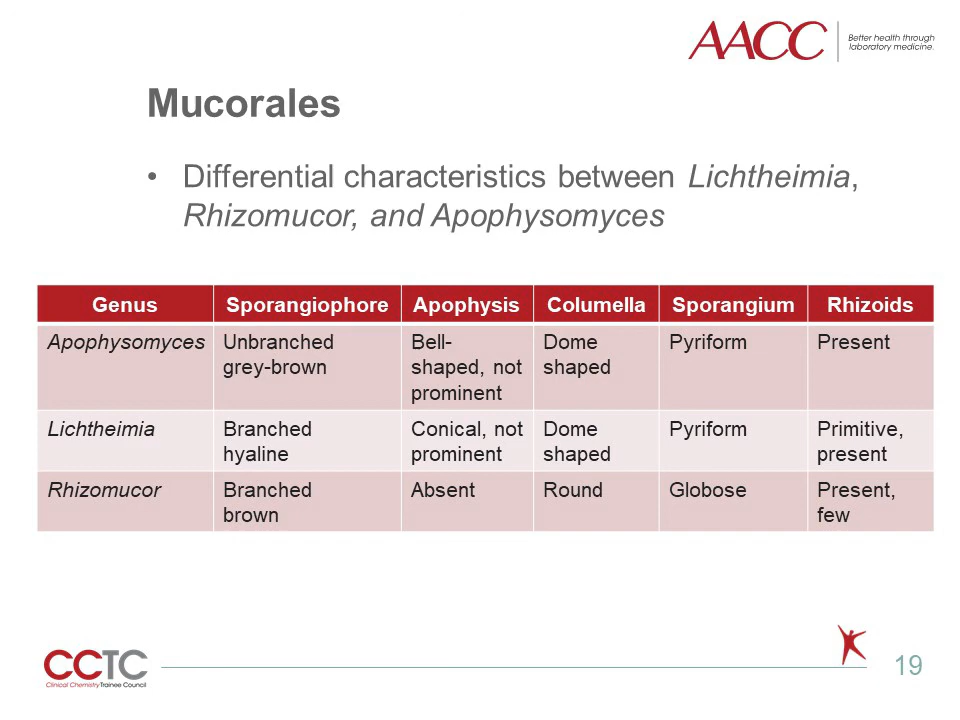 AACC
Better health through
laboratory medicine.
Mucorales
• Differential characteristics between Lichtheimia,
Rhizomucor, and Apophysomyces
Genus Sporangiophore Apophysis Columella Sporangium Rhizoids
Apophysomyces Unbranched grey-brown Bell-shaped, not prominent Dome shaped Pyriform Present
Lichtheimia Branched hyaline Conical, not prominent Dome shaped Pyriform Primitive, present
Rhizomucor Branched brown Absent Round Globose Present, few
CCTC
Clinical Chemistry Trainee Council
19